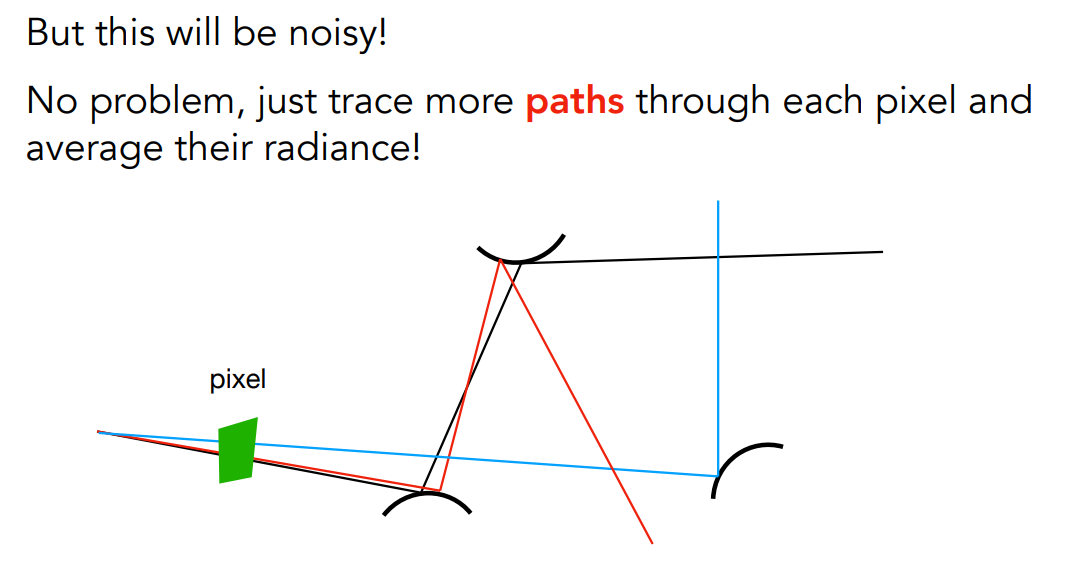 But this will be noisy!
No problem, just trace more paths through each pixel and
average their radiance!
pixel